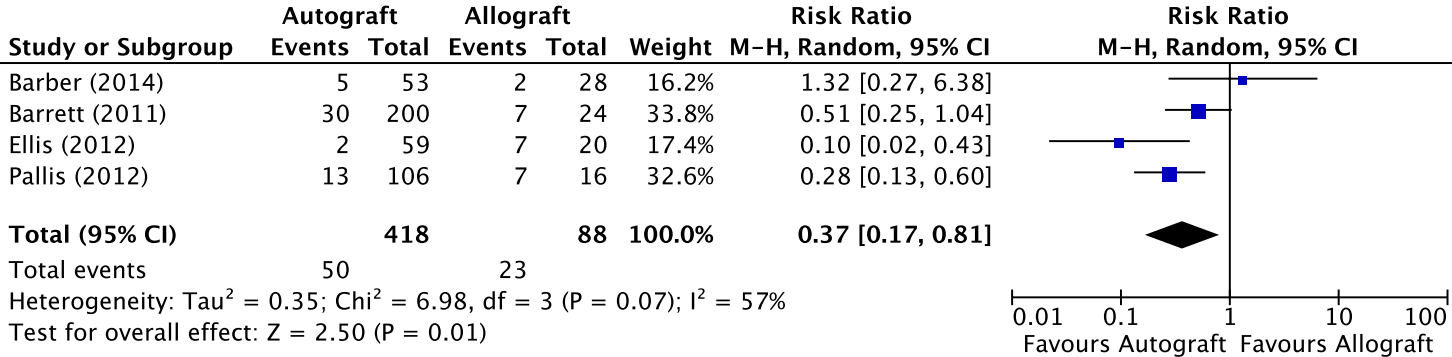 Autograft Allograft Risk Ratio Risk Ratio
Study or Subgroup Events Total Events Total Weight M-H, Random, 95% CI M-H, Random, 95% CI
Barber (2014) 5 53 2 28 16.2% 1.32 [0.27, 6.38]
Barrett (2011) 30 200 7 24 33.8% 0.51 [0.25, 1.04]
Ellis (2012) 2 59 7 20 17.4% 0.10 [0.02, 0.43]
Pallis (2012) 13 106 7 16 32.6% 0.28 [0.13, 0.60]
Total (95% CI) 418 88 100.0% 0.37 [0.17, 0.81]
Total events 50 23
Heterogeneity: Tau² = 0.35; Chi² = 6.98, df = 3 (P = 0.07); I² = 57%
Test for overall effect: Z = 2.50 (P = 0.01)
0.01 0.1 1 10 100
Favours Autograft Favours Allograft